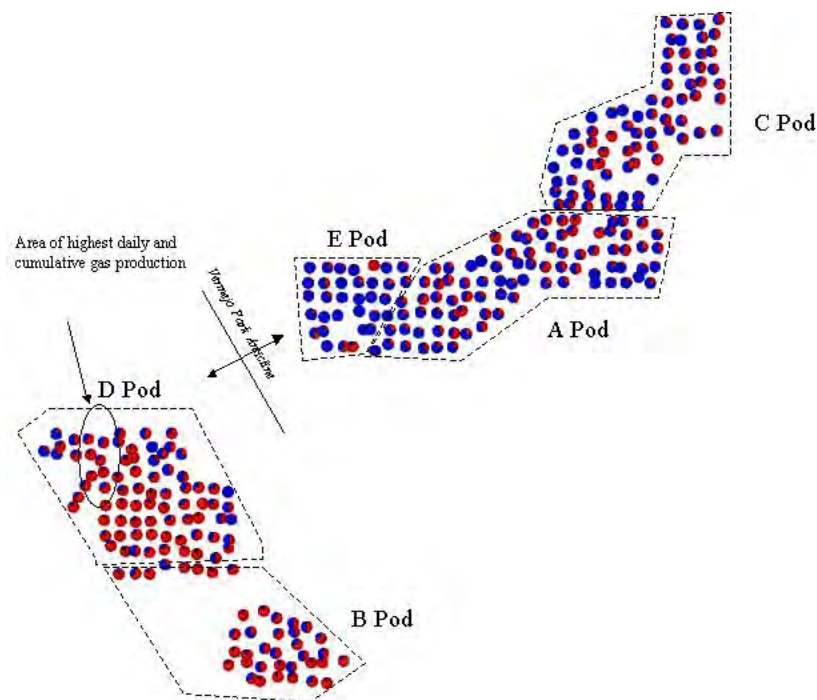 C Pod
Area of highest daily and
cumulative gas production
E Pod
Vermejo Park Anticline
A Pod
D Pod
B Pod